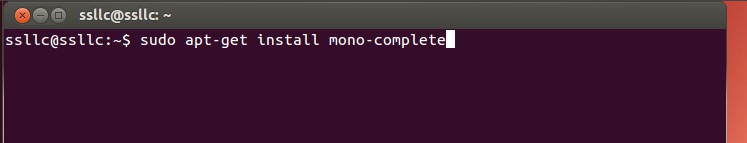 ssllc@ssllc: ~
ssllc@ssllc:~$ sudo apt-get install mono-complete